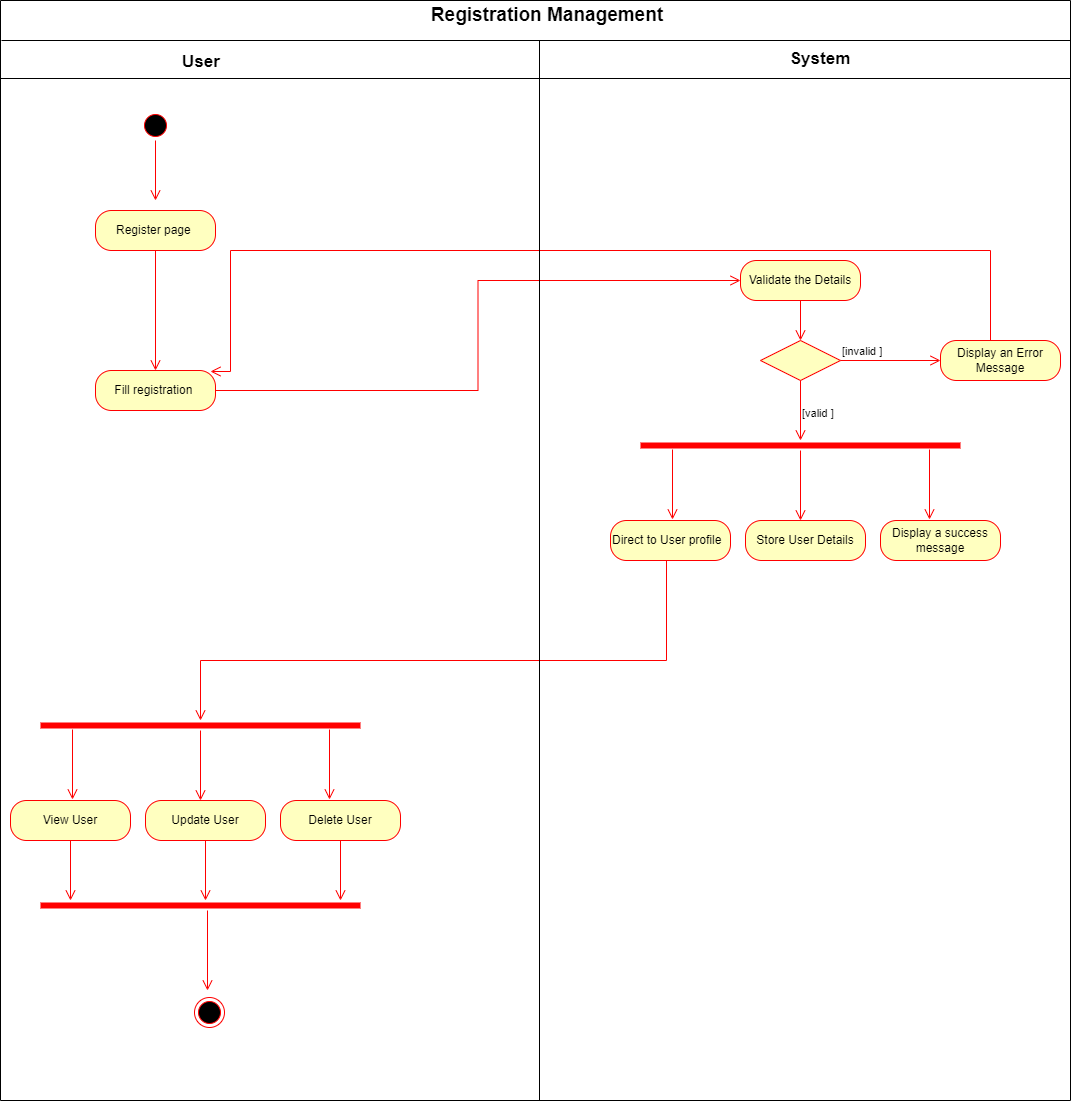 Registration Management
User
System
Register page
Validate the Details
[invalid ]
Display an Error
Message
Fill registration
[valid ]
Direct to User profile
Store User Details
Display a success
message
View User
Update User
Delete User